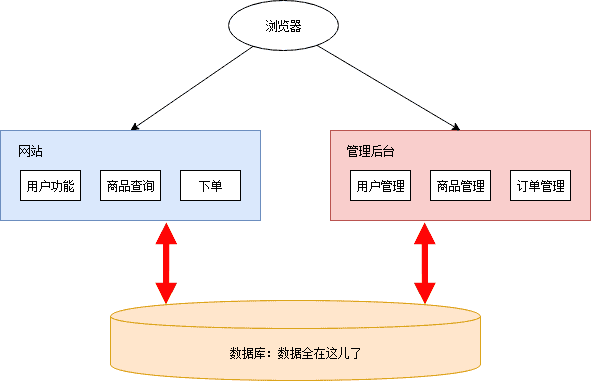 浏览器
网站
用户功能
商品查询
下单
管理后台
用户管理
商品管理
订单管理
数据库：数据全在这儿了